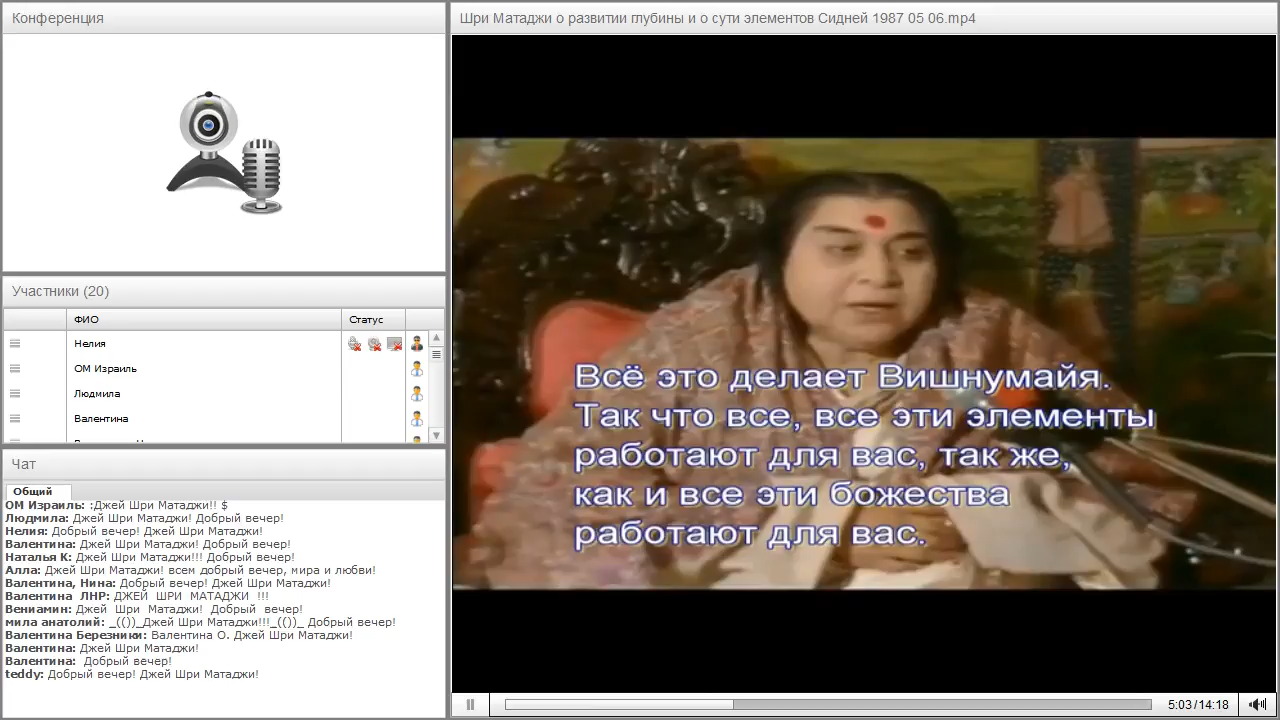 Конференция
Участники (20)
ФИО Статус
Нелия
ОМ Израиль
Людмила
Валентина
Чат
Общий
ОМ Израиль: :Джей Шри Матаджи!! $
Людмила: Джей Шри Матаджи! Добрый вечер!
Нелия: Добрый вечер! Джей Шри Матаджи!
Валентина: Джей Шри Матаджи! Добрый вечер!
Наталья К: Джей Шри Матаджи!!! Добрый вечер!
Алла: Джей Шри Матаджи! всем добрый вечер, мира и любви!
Валентина, Нина: Добрый вечер! Джей Шри Матаджи!
Валентина ЛНР: ДЖЕЙ ШРИ МАТАДЖИ !!!
Вениамин: Джей Шри Матаджи! Добрый вечер!
мила анатолий: _(())_Джей Шри Матаджи!!!_(())_ Добрый вечер!
Валентина Березники: Валентина О. Джей Шри Матаджи!
Валентина: Джей Шри Матаджи!
Валентина: Добрый вечер!
teddy: Добрый вечер! Джей Шри Матаджи!
Шри Матаджи о развитии глубины и о сути элементов Сидней 1987 05 06.mp4
Всё это делает Вишнумайя.
Так что все, все эти элементы
работают для вас, так же,
как и все эти божества
работают для вас.
5:03/14:18